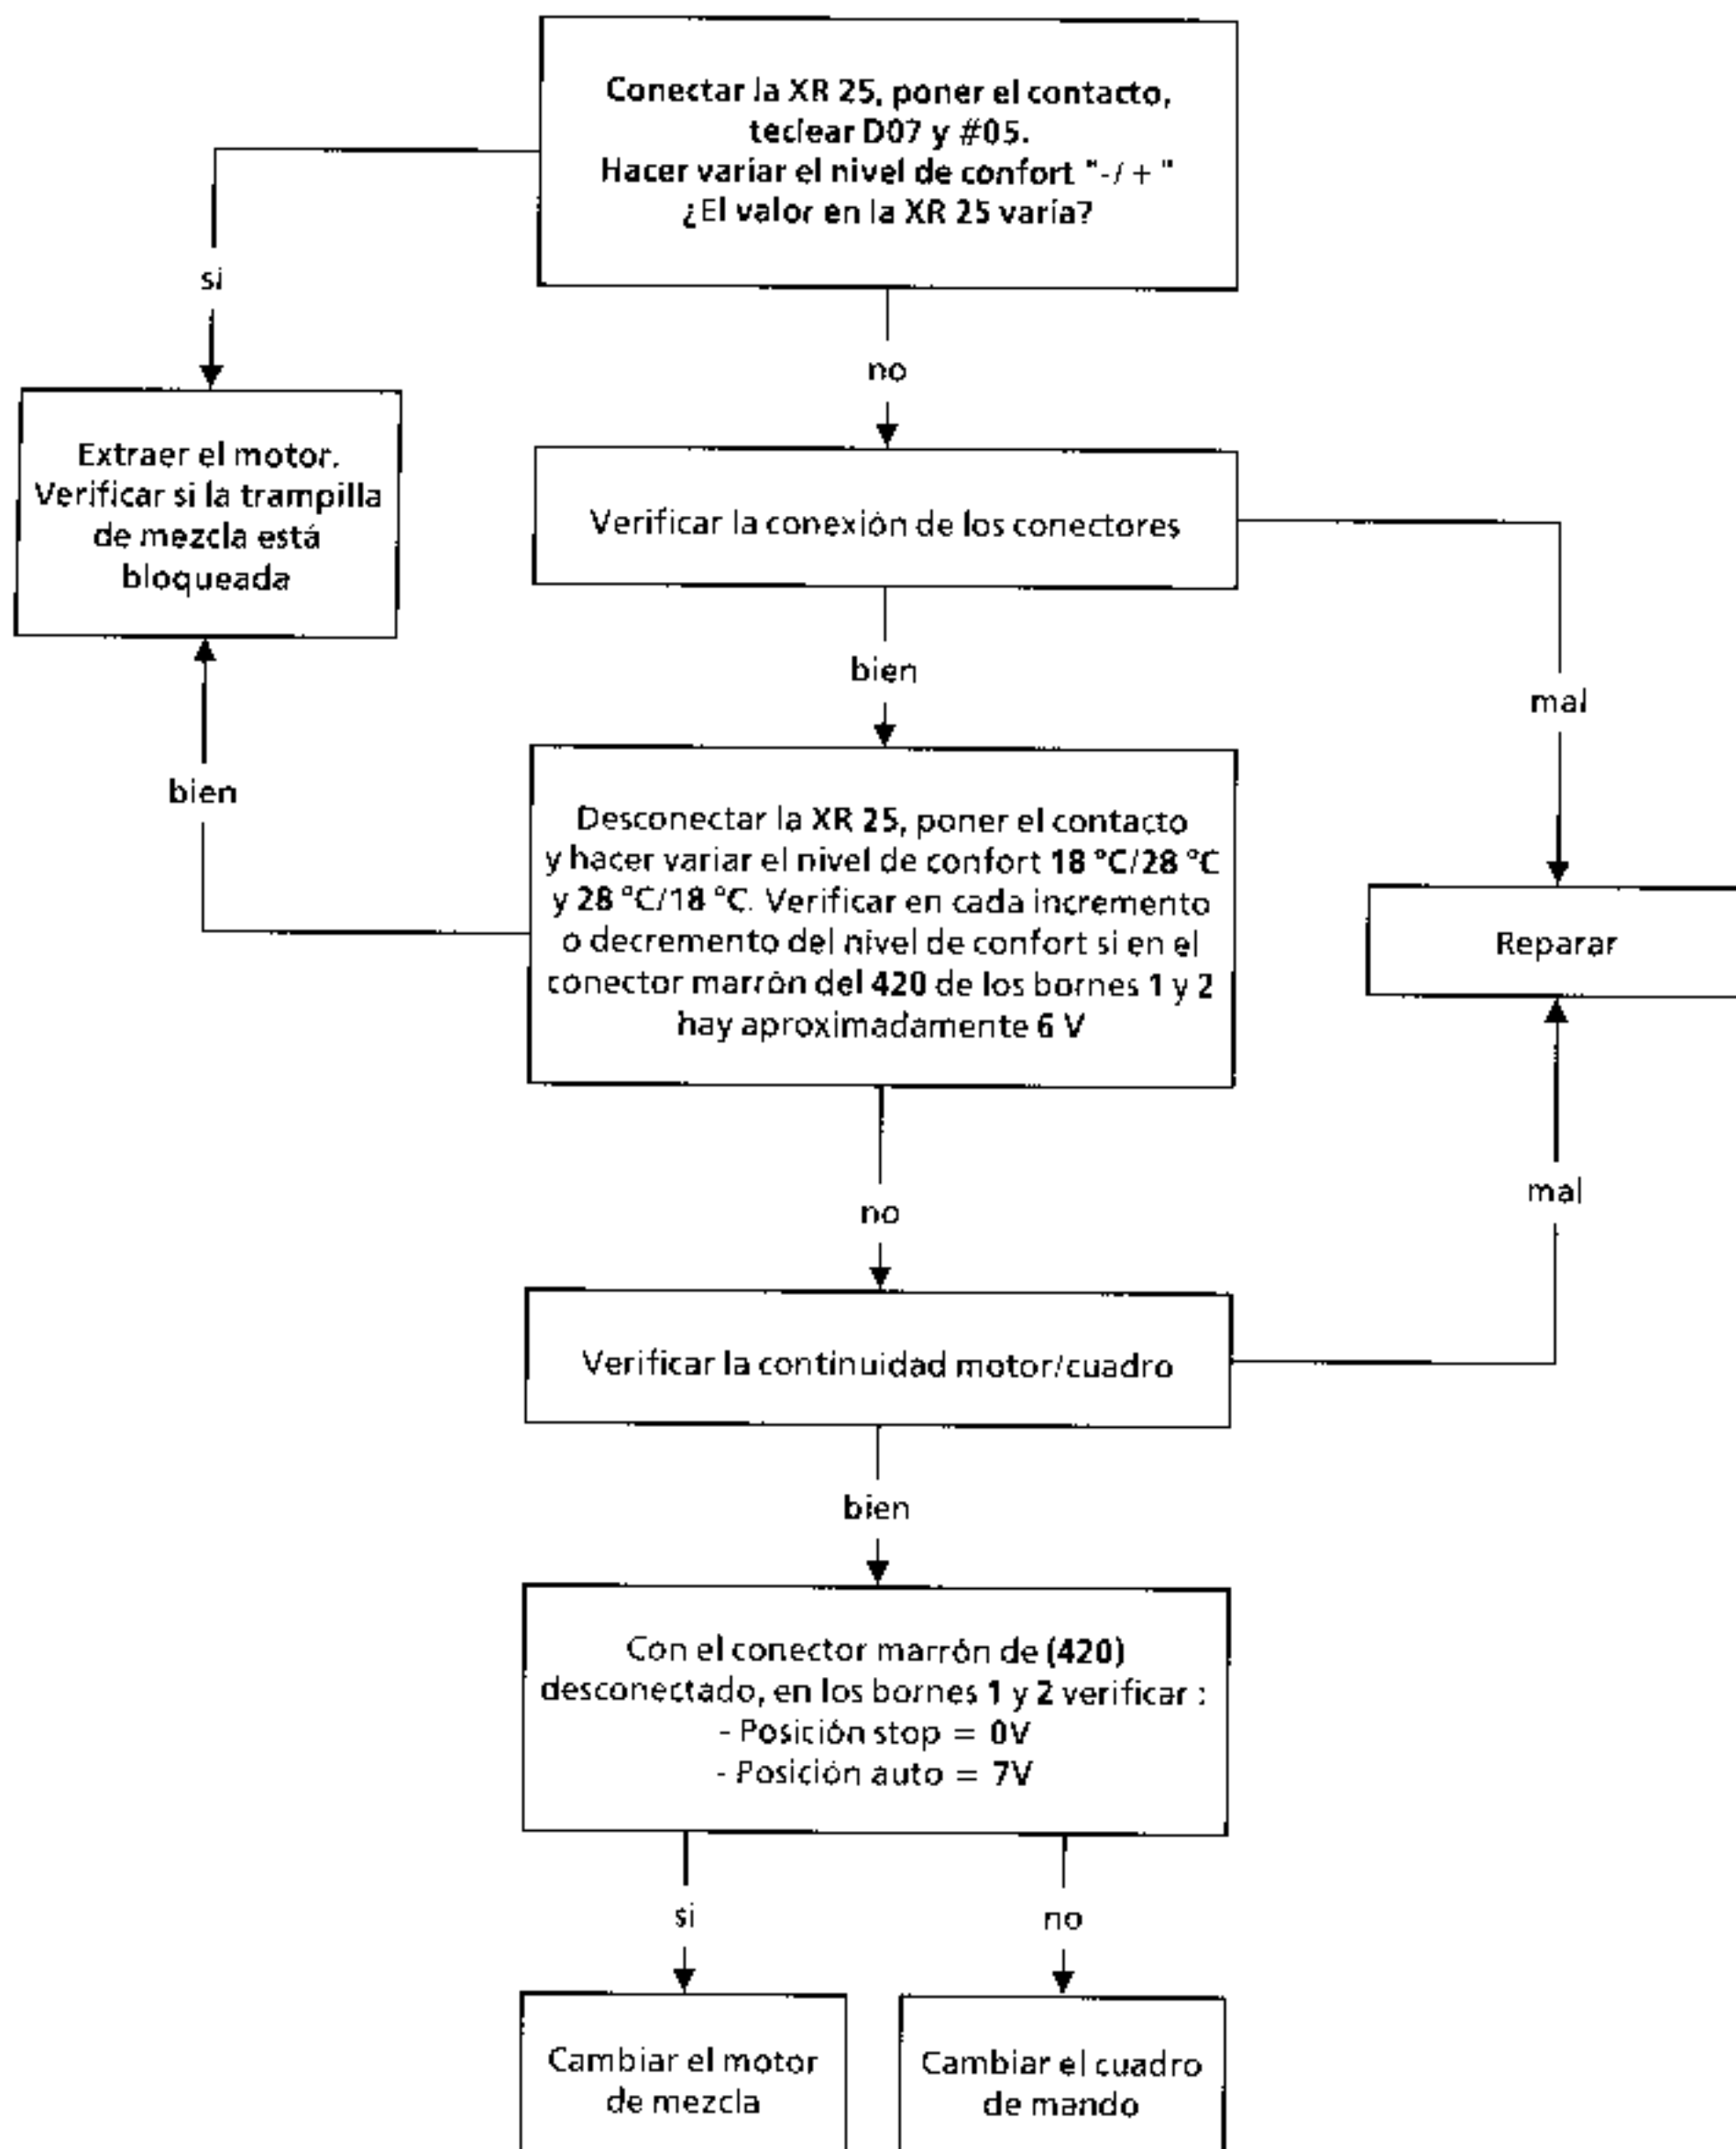 Conectar la XR 25, poner el contacto,
teclear D07 y #05.
Hacer variar el nivel de confort "-/ + "
¿El valor en la XR 25 varía?
si
no
Extraer el motor.
Verificar si la trampilla
de mezcla está
bloqueada
Verificar la conexión de los conectores
bien
mal
bien
Desconectar la XR 25, poner el contacto
y hacer variar el nivel de confort 18 °C/28 °C
y 28 °C/18 °C. Verificar en cada incremento
o decremento del nivel de confort si en el
conector marrón del 420 de los bornes 1 y 2
hay aproximadamente 6 V
Reparar
no
mal
Verificar la continuidad motor/cuadro
bien
Con el conector marrón de (420)
desconectado, en los bornes 1 y 2 verificar :
- Posición stop = 0V
- Posición auto = 7V
si
no
Cambiar el motor
de mezcla
Cambiar el cuadro
de mando